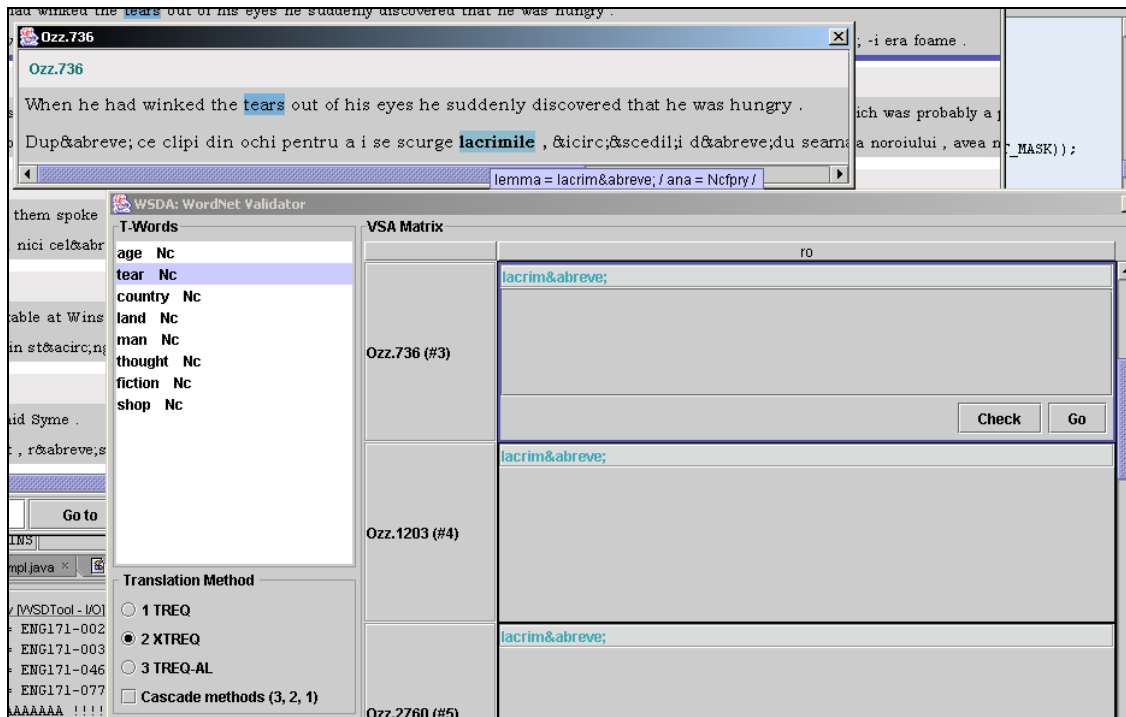 had winked the tears out of his eyes he suddenly discovered that he was hungry .
Ozz.736
; -i era foame .
Ozz.736
When he had winked the tears out of his eyes he suddenly discovered that he was hungry .
ich was probably a
Dup&abreve; ce clipi din ochi pentru a i se scurge lacrimile , &icirc;&scedil;i d&abreve;du seama
a noroiului , avea
_MASK));
lemma = lacrim&abreve; / ana = Ncfpry /
WSDA: WordNet Validator
them spoke
nici cel&abr
table at Wins
in st&acirc;ng
aid Syme .
t , r&abreve;s
Go to
INS
mpl.java ×
[WSDTool - I/O]
= ENG171-002
= ENG171-003
= ENG171-046
= ENG171-077
AAAAAAA !!!!
T-Words
age Nc
tear Nc
country Nc
land Nc
man Nc
thought Nc
fiction Nc
shop Nc
Translation Method
1 TREQ
2 XTREQ
3 TREQ-AL
Cascade methods (3, 2, 1)
VSA Matrix
ro
Ozz.736 (#3)
lacrim&abreve;
Check
Go
Ozz.1203 (#4)
lacrim&abreve;
Ozz.2760 (#5)
lacrim&abreve;